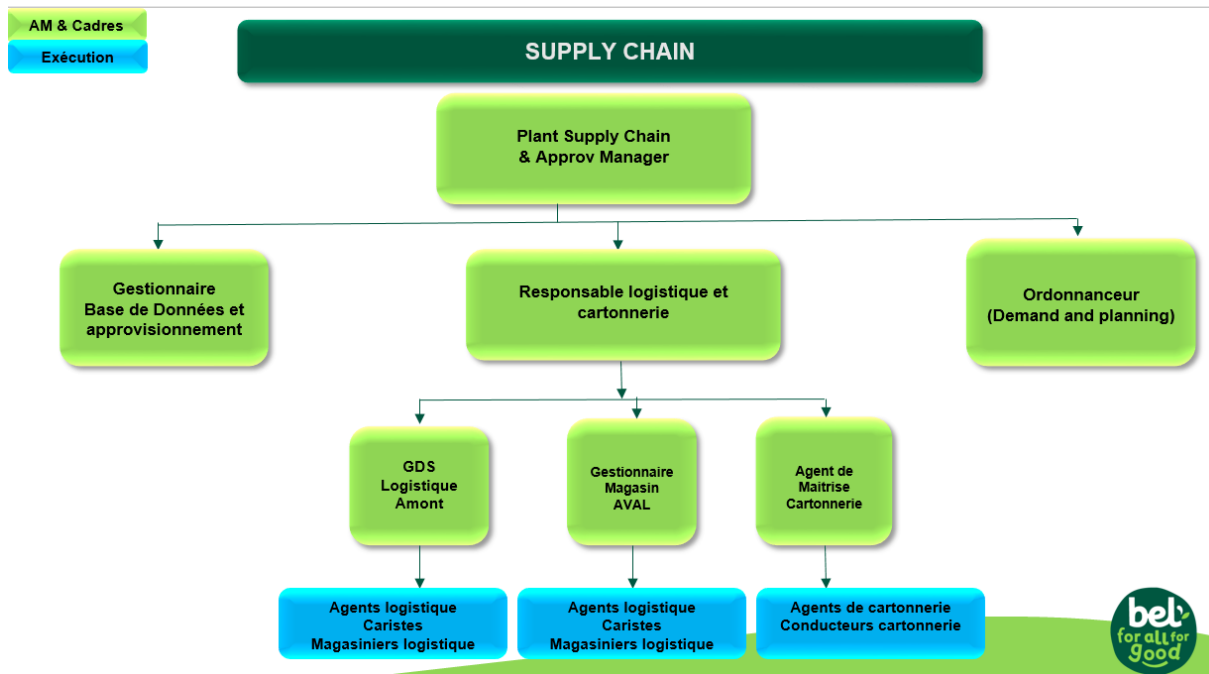 AM & Cadres
Exécution
SUPPLY CHAIN
Plant Supply Chain
& Approv Manager
Gestionnaire
Base de Données et
approvisionnement
Responsable logistique et
cartonnerie
Ordonnanceur
(Demand and planning)
GDS
Logistique
Amont
Gestionnaire
Magasin
AVAL
Agent de
Maitrise
Cartonnerie
Agents logistique
Caristes
Magasiniers logistique
Agents logistique
Caristes
Magasiniers logistique
Agents de cartonnerie
Conducteurs cartonnerie
bel
for all for
good